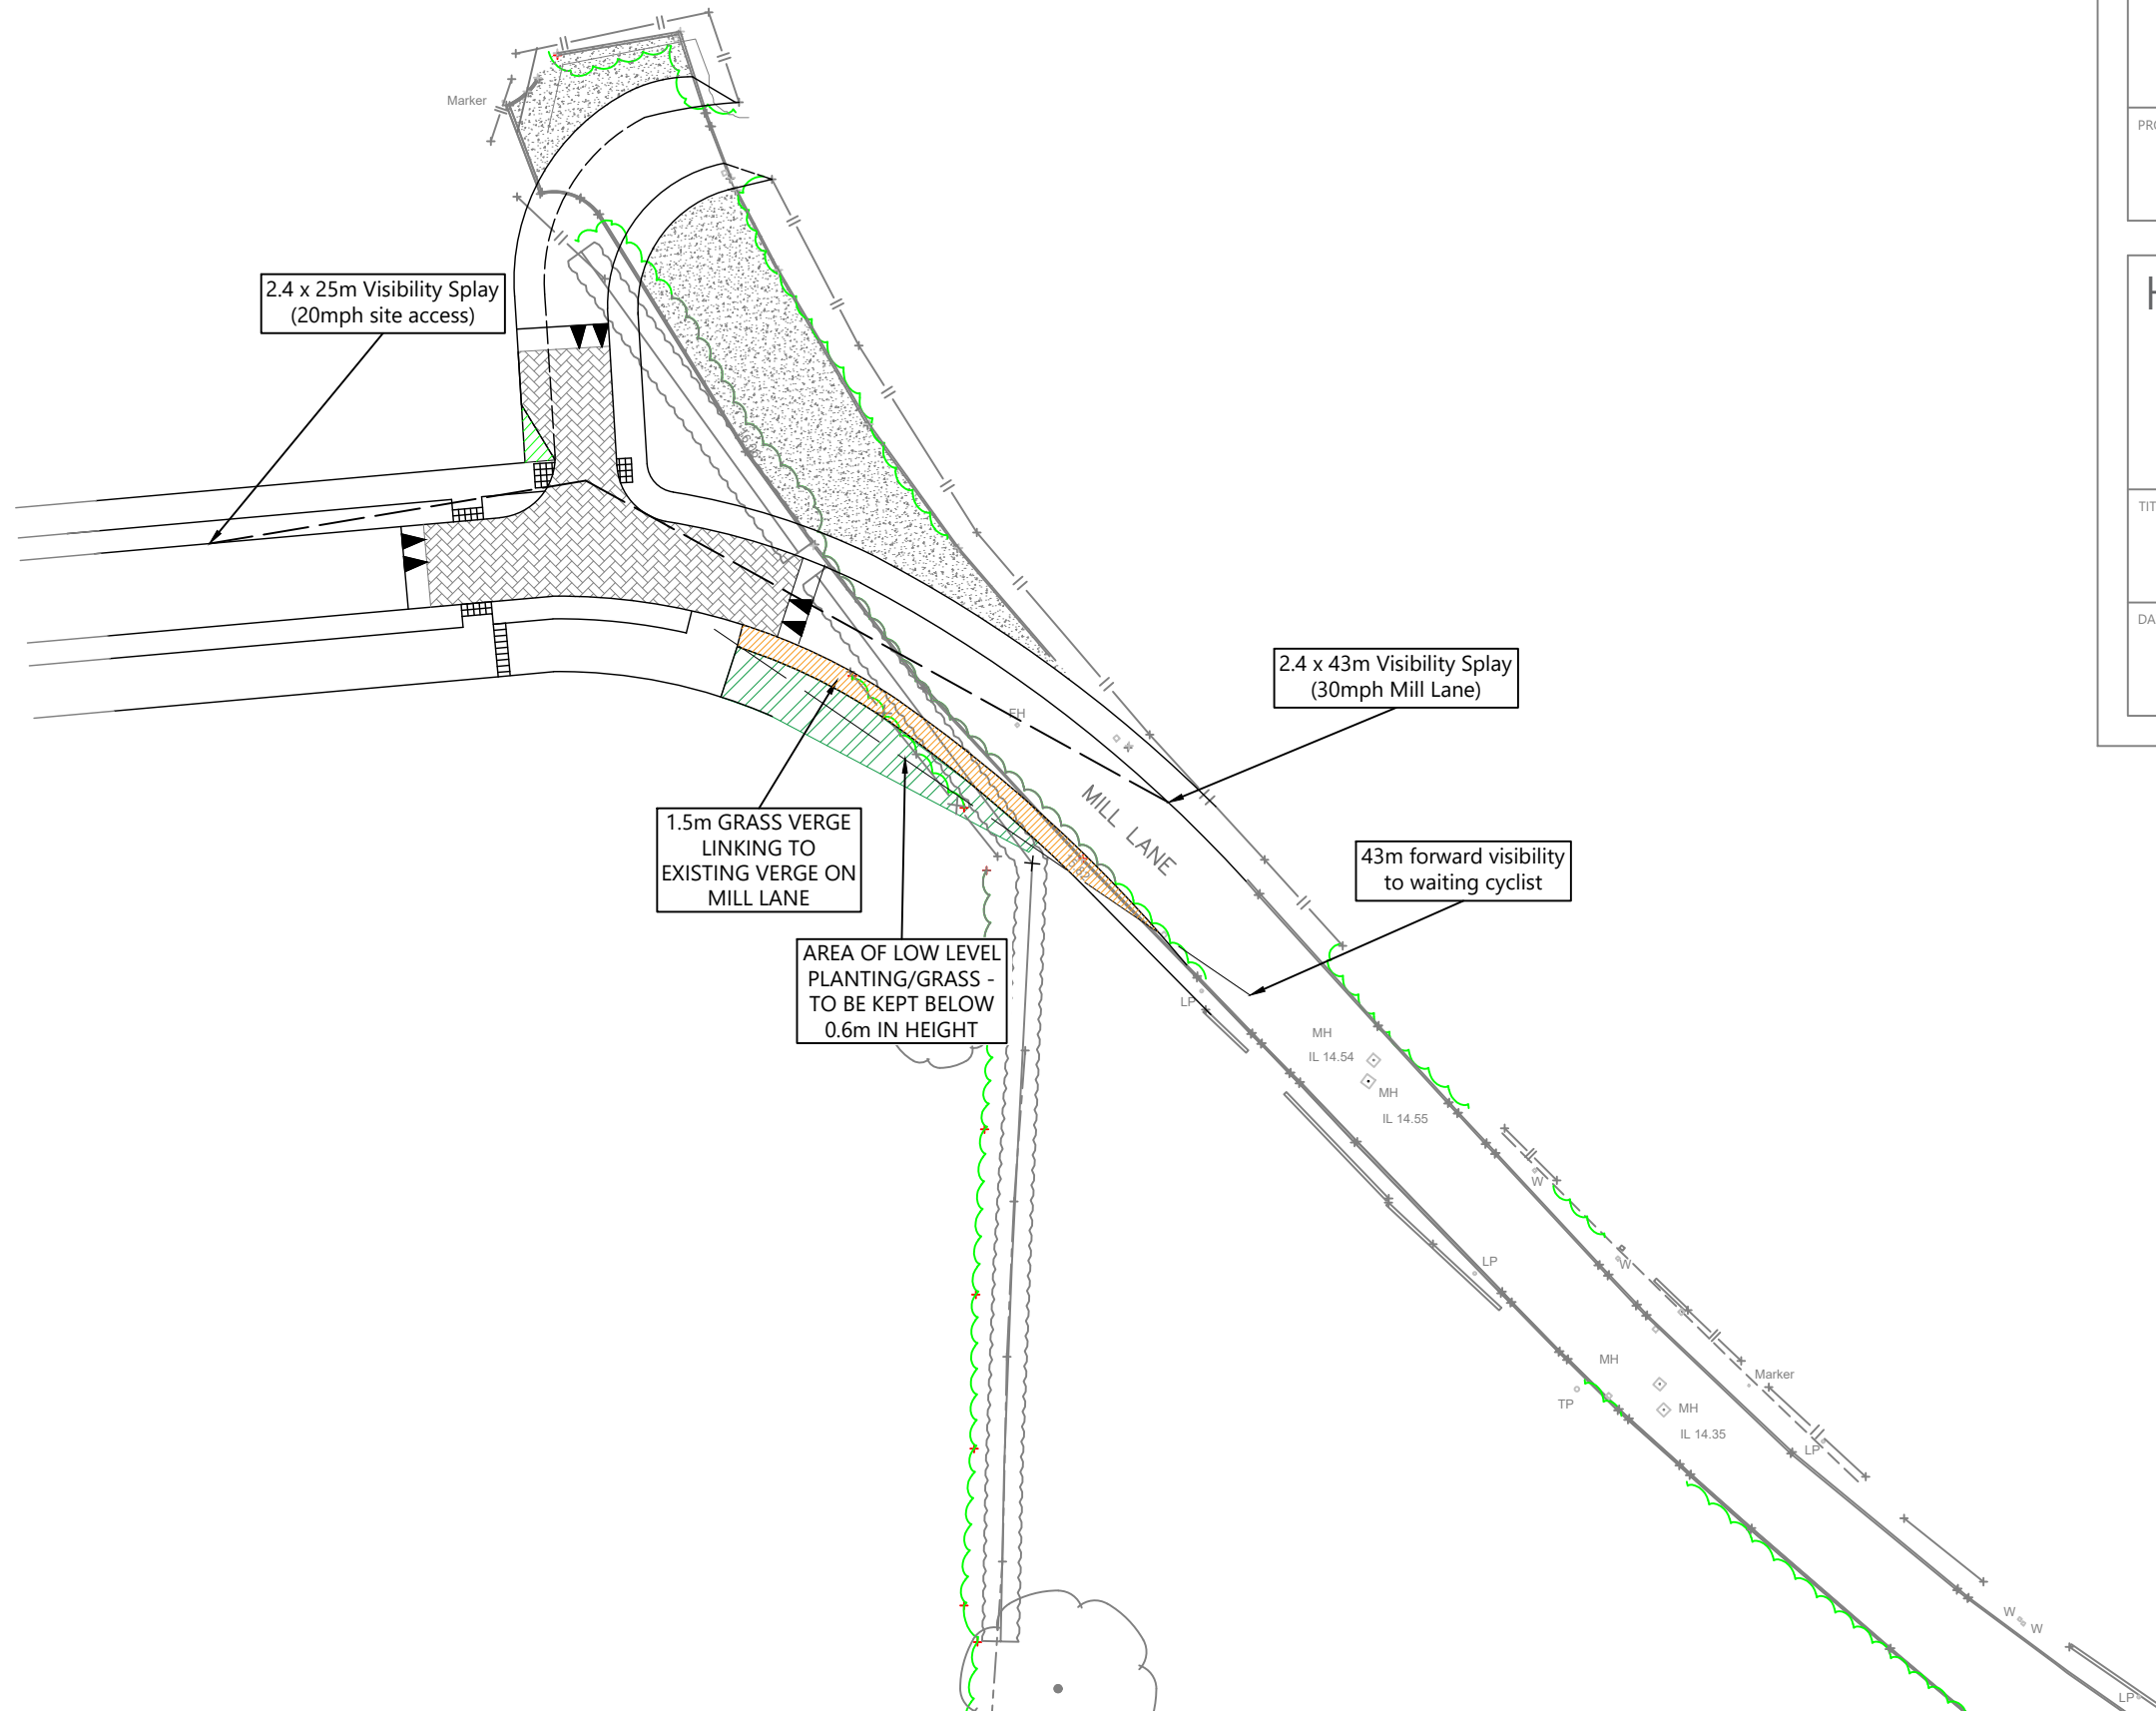 Marker
PR
H
TIT
DA
2.4 x 25m Visibility Splay
(20mph site access)
2.4 x 43m Visibility Splay
(30mph Mill Lane)
FH
MILL LANE
1.5m GRASS VERGE
LINKING TO
EXISTING VERGE ON
MILL LANE
43m forward visibility
to waiting cyclist
AREA OF LOW LEVEL
PLANTING/GRASS -
TO BE KEPT BELOW
0.6m IN HEIGHT
LP
MH
IL 14.54
MH
IL 14.55
W
LP
W
MH
Marker
TP
MH
IL 14.35
LP
W
W
LP